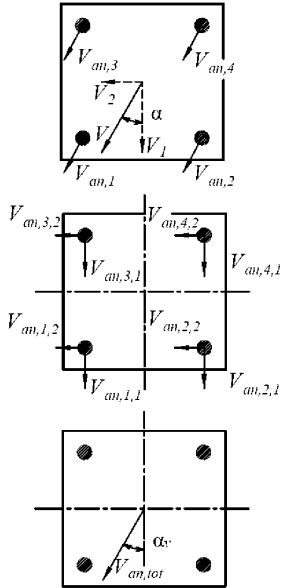 V_an,3 V_an,4
V_2 α
V V_1
V_an,1 V_an,2
V_an,3,2 V_an,4,2
V_an,3,1 V_an,4,1
V_an,1,2 V_an,2,2
V_an,1,1 V_an,2,1
α_V
V_an,tot